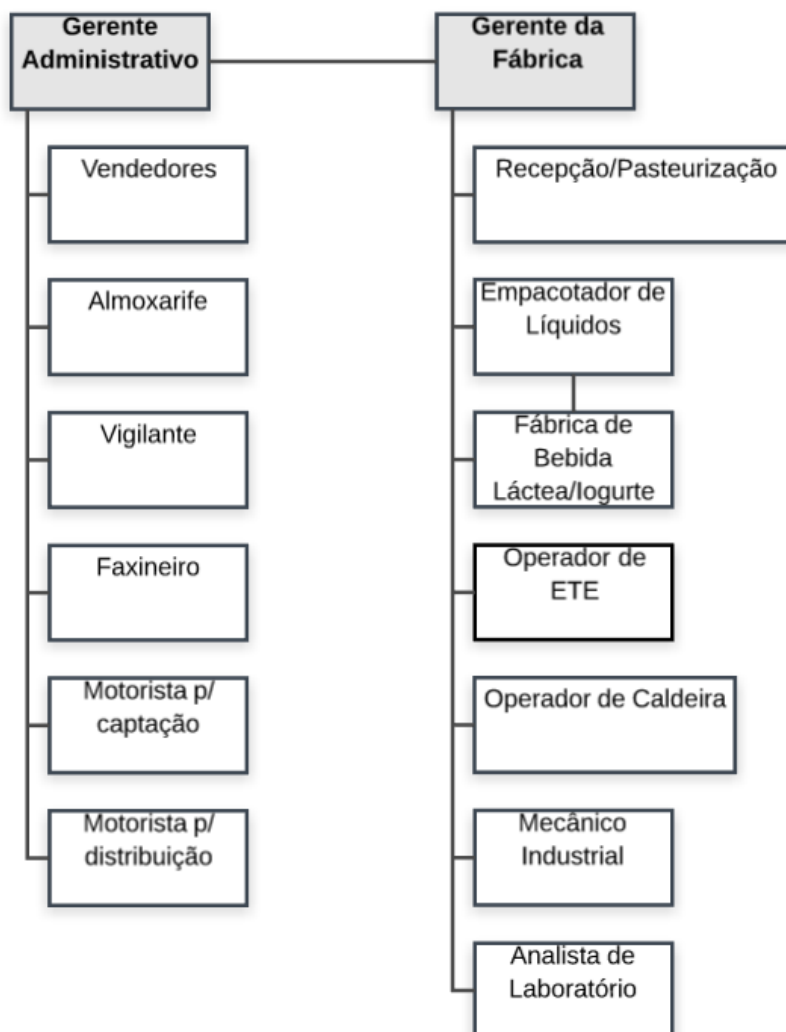 Gerente
Administrativo
Vendedores
Almoxarife
Vigilante
Faxineiro
Motorista p/
captação
Motorista p/
distribuição
Gerente da
Fábrica
Recepção/Pasteurização
Empacotador de
Líquidos
Fábrica de
Bebida
Láctea/Iogurte
Operador de
ETE
Operador de Caldeira
Mecânico
Industrial
Analista de
Laboratório